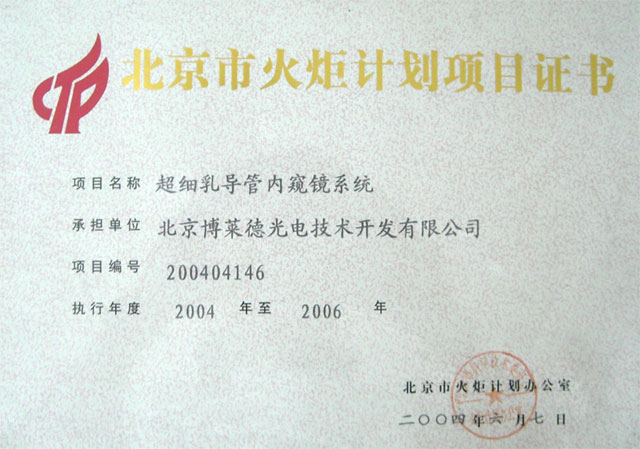 北京市火炬计划项目证书
项目名称 超细乳导管内窥镜系统
承担单位 北京博莱德光电技术开发有限公司
项目编号 200404146
执行年度 2004 年至 2006 年
北京市火炬计划办公室
二〇〇四年六月七日